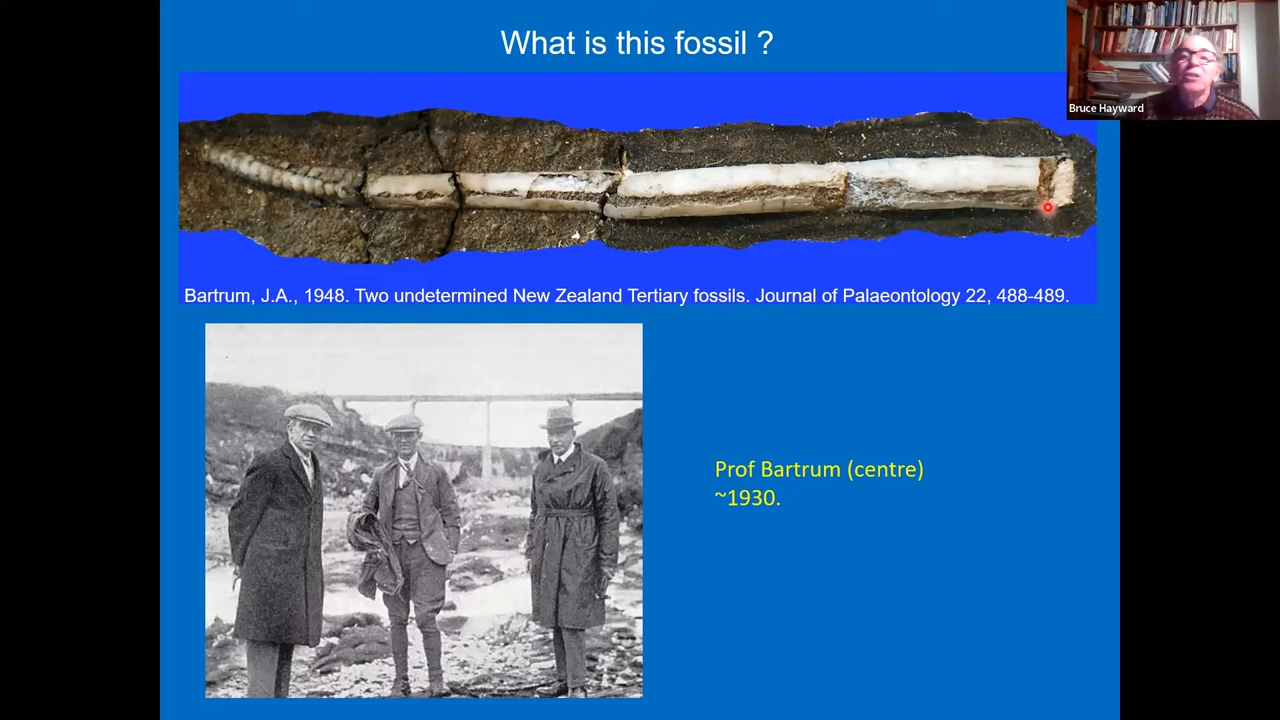 What is this fossil ?
Bruce Hayward
Bartrum, J.A., 1948. Two undetermined New Zealand Tertiary fossils. Journal of Palaeontology 22, 488-489.
Prof Bartrum (centre)
~1930.